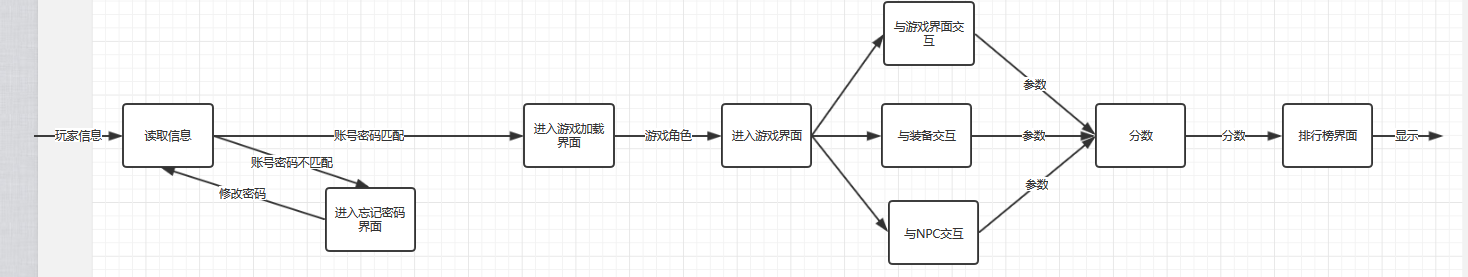 玩家信息
读取信息
账号密码匹配
账号密码不匹配
修改密码
进入忘记密码
界面
进入游戏加载
界面
游戏角色
进入游戏界面
与游戏界面交
互
与装备交互
与NPC交互
参数
参数
参数
分数
分数
排行榜界面
显示